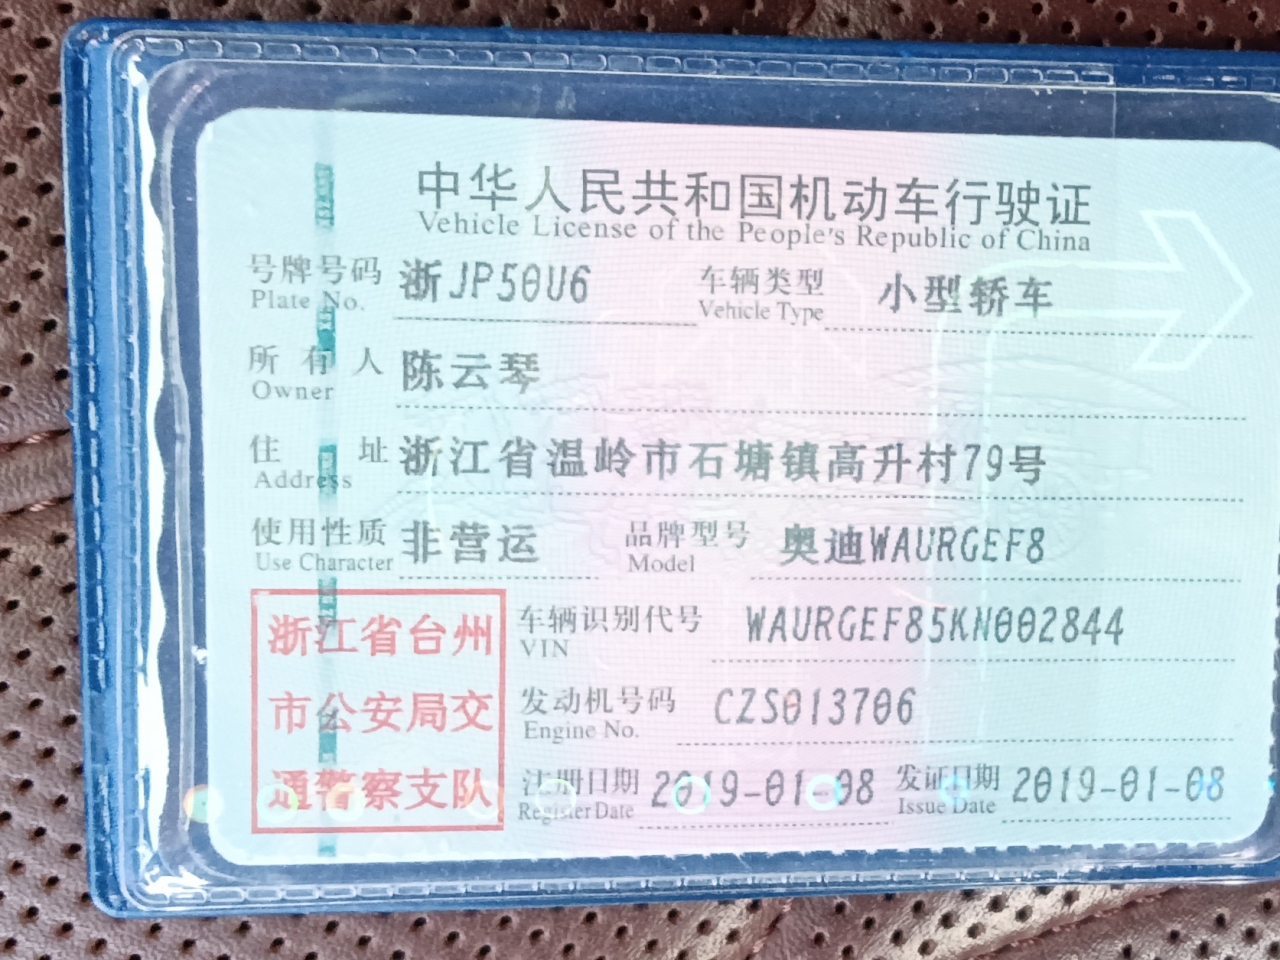 中华人民共和国机动车行驶证
Vehicle License of the People's Republic of China
号牌号码 浙JP50U6 车辆类型 小型轿车
Plate No. Vehicle Type
所有人 陈云琴
Owner
住址 浙江省温岭市石塘镇高升村79号
Address
使用性质 非营运 品牌型号 奥迪WAURGEF8
Use Character Model
浙江省台州
市公安局交
通警察支队
车辆识别代号 WAURGEF85KN002844
VIN
发动机号码 CZS013706
Engine No.
注册日期 2019-01-08 发证日期 2019-01-08
Register Date Issue Date